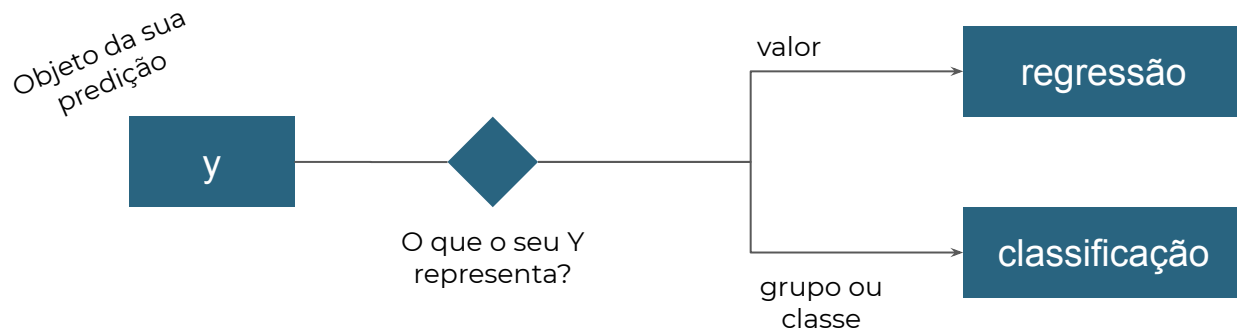 Objeto da sua
predição
y
O que o seu Y
representa?
valor
regressão
grupo ou
classe
classificação